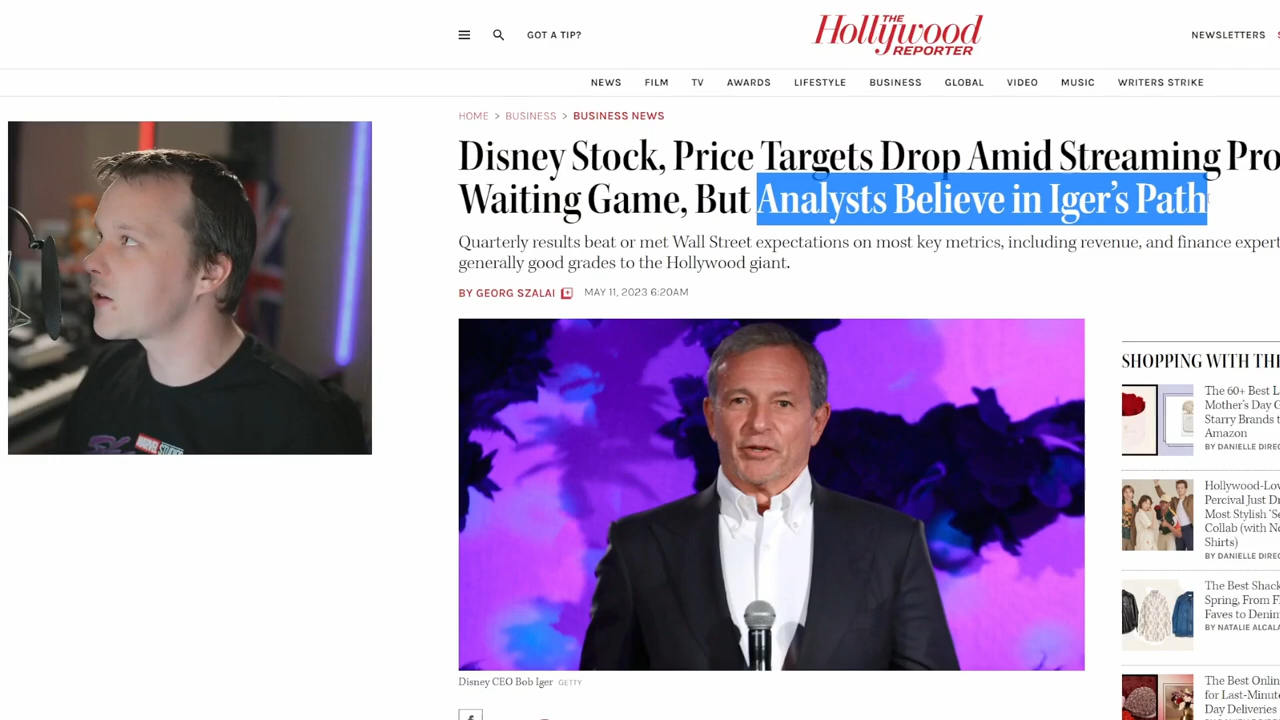 GOT A TIP?
THE
Hollywood
REPORTER
NEWSLETTERS
NEWS FILM TV AWARDS LIFESTYLE BUSINESS GLOBAL VIDEO MUSIC WRITERS STRIKE
HOME > BUSINESS > BUSINESS NEWS
Disney Stock, Price Targets Drop Amid Streaming Pro
Waiting Game, But Analysts Believe in Iger's Path
Quarterly results beat or met Wall Street expectations on most key metrics, including revenue, and finance expert
generally good grades to the Hollywood giant.
BY GEORG SZALAI MAY 11, 2023 6:20AM
MARVEL
STUDIOS
Disney CEO Bob Iger GETTY
SHOPPING WITH THE
The 60+ Best L
Mother's Day G
Starry Brands t
Amazon
BY DANIELLE DIREC
Hollywood-Lov
Percival Just Dr
Most Stylish 'Se
Collab (with Ne
Shirts)
BY DANIELLE DIREC
The Best Shack
Spring, From F
Faves to Denim
BY NATALIE ALCALA
The Best Onlin
for Last-Minute
Day Deliveries